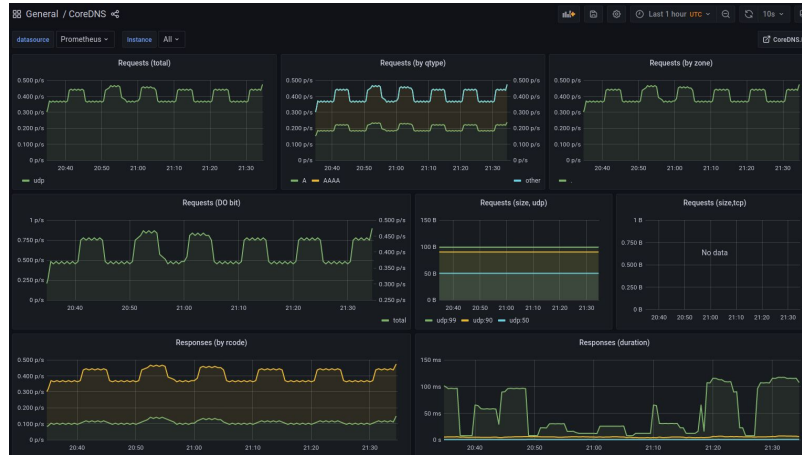 General / CoreDNS
Last 1 hour UTC
10s
datasource Prometheus Instance All
CoreDNS.
Requests (total)
0.500 p/s
0.400 p/s
0.300 p/s
0.200 p/s
0.100 p/s
0 p/s
20:40 20:50 21:00 21:10 21:20 21:30
udp
Requests (by qtype)
0.500 p/s
0.400 p/s
0.300 p/s
0.200 p/s
0.100 p/s
0 p/s
0.500 p/s
0.400 p/s
0.300 p/s
0.200 p/s
0.100 p/s
0 p/s
20:40 20:50 21:00 21:10 21:20 21:30
A AAAA other
Requests (by zone)
0.500 p/s
0.400 p/s
0.300 p/s
0.200 p/s
0.100 p/s
0 p/s
20:40 20:50 21:00 21:10 21:20 21:30
.
Requests (DO bit)
1 p/s
0.750 p/s
0.500 p/s
0.250 p/s
0 p/s
0.500 p/s
0.450 p/s
0.400 p/s
0.350 p/s
0.300 p/s
0.250 p/s
20:40 20:50 21:00 21:10 21:20 21:30
total
Requests (size, udp)
150 B
100 B
50 B
0 B
20:40 20:50 21:00 21:10 21:20 21:30
udp:99 udp:90 udp:50
Requests (size,tcp)
1 B
0.750 B
0.500 B
0.250 B
0 B
No data
20:40 20:50 21:00 21:10 21:20 21:30
Responses (by rcode)
0.500 p/s
0.400 p/s
0.300 p/s
0.200 p/s
0.100 p/s
0 p/s
20:40 20:50 21:00 21:10 21:20 21:30
Responses (duration)
150 ms
100 ms
50 ms
0 s
20:40 20:50 21:00 21:10 21:20 21:30